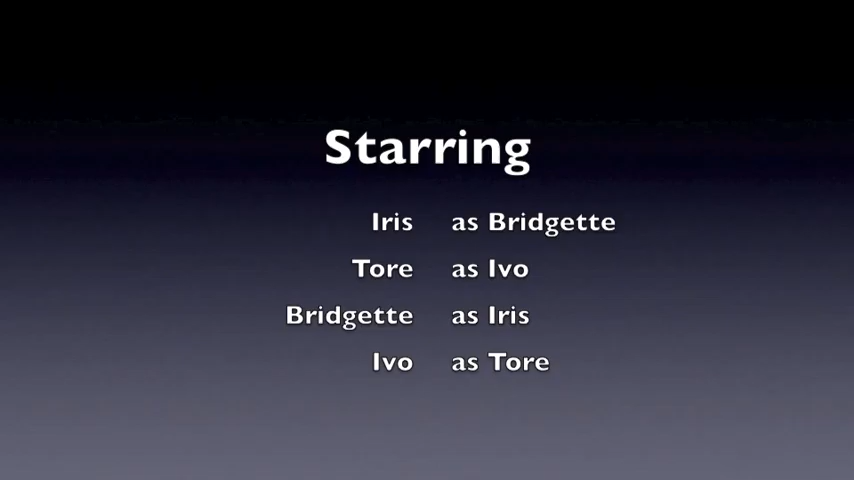 Starring
Iris as Bridgette
Tore as Ivo
Bridgette as Iris
Ivo as Tore